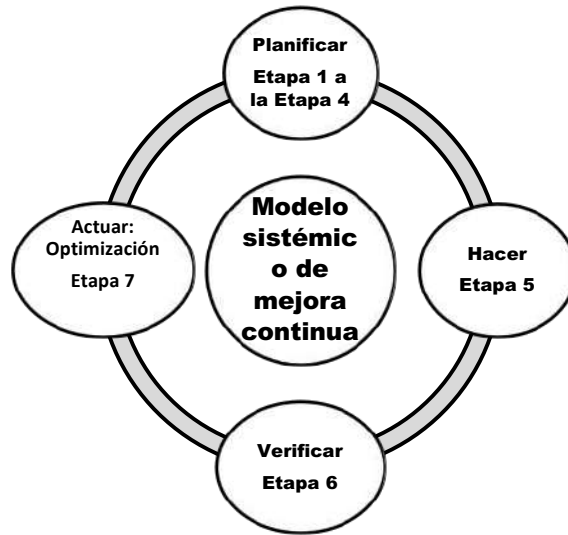 Planificar
Etapa 1 a
la Etapa 4
Actuar:
Optimización
Etapa 7
Modelo
sistémic
o de
mejora
continua
Hacer
Etapa 5
Verificar
Etapa 6